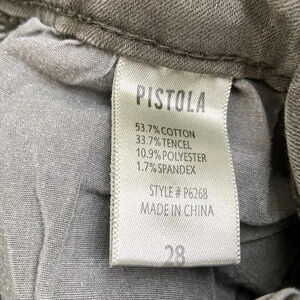 PISTOLA
53.7% COTTON
33.7% TENCEL
10.9% POLYESTER
1.7% SPANDEX
STYLE # P6268
MADE IN CHINA
28